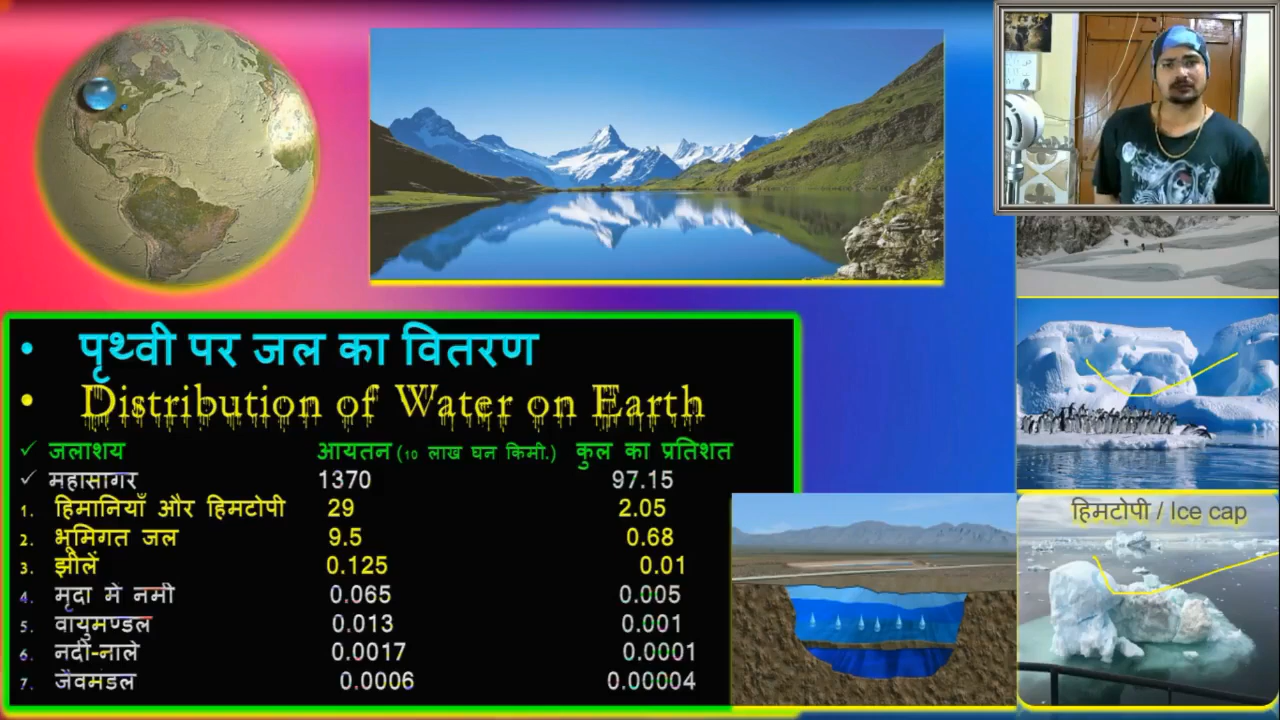 पृथ्वी पर जल का वितरण
Distribution of Water on Earth
जलाशय आयतन (10 लाख घन किमी.) कुल का प्रतिशत
महासागर 1370 97.15
1. हिमानियाँ और हिमटोपी 29 2.05
2. भूमिगत जल 9.5 0.68
3. झीलें 0.125 0.01
4. मृदा में नमी 0.065 0.005
5. वायुमण्डल 0.013 0.001
6. नदी-नाले 0.0017 0.0001
7. जैवमंडल 0.0006 0.00004
हिमटोपी / Ice cap